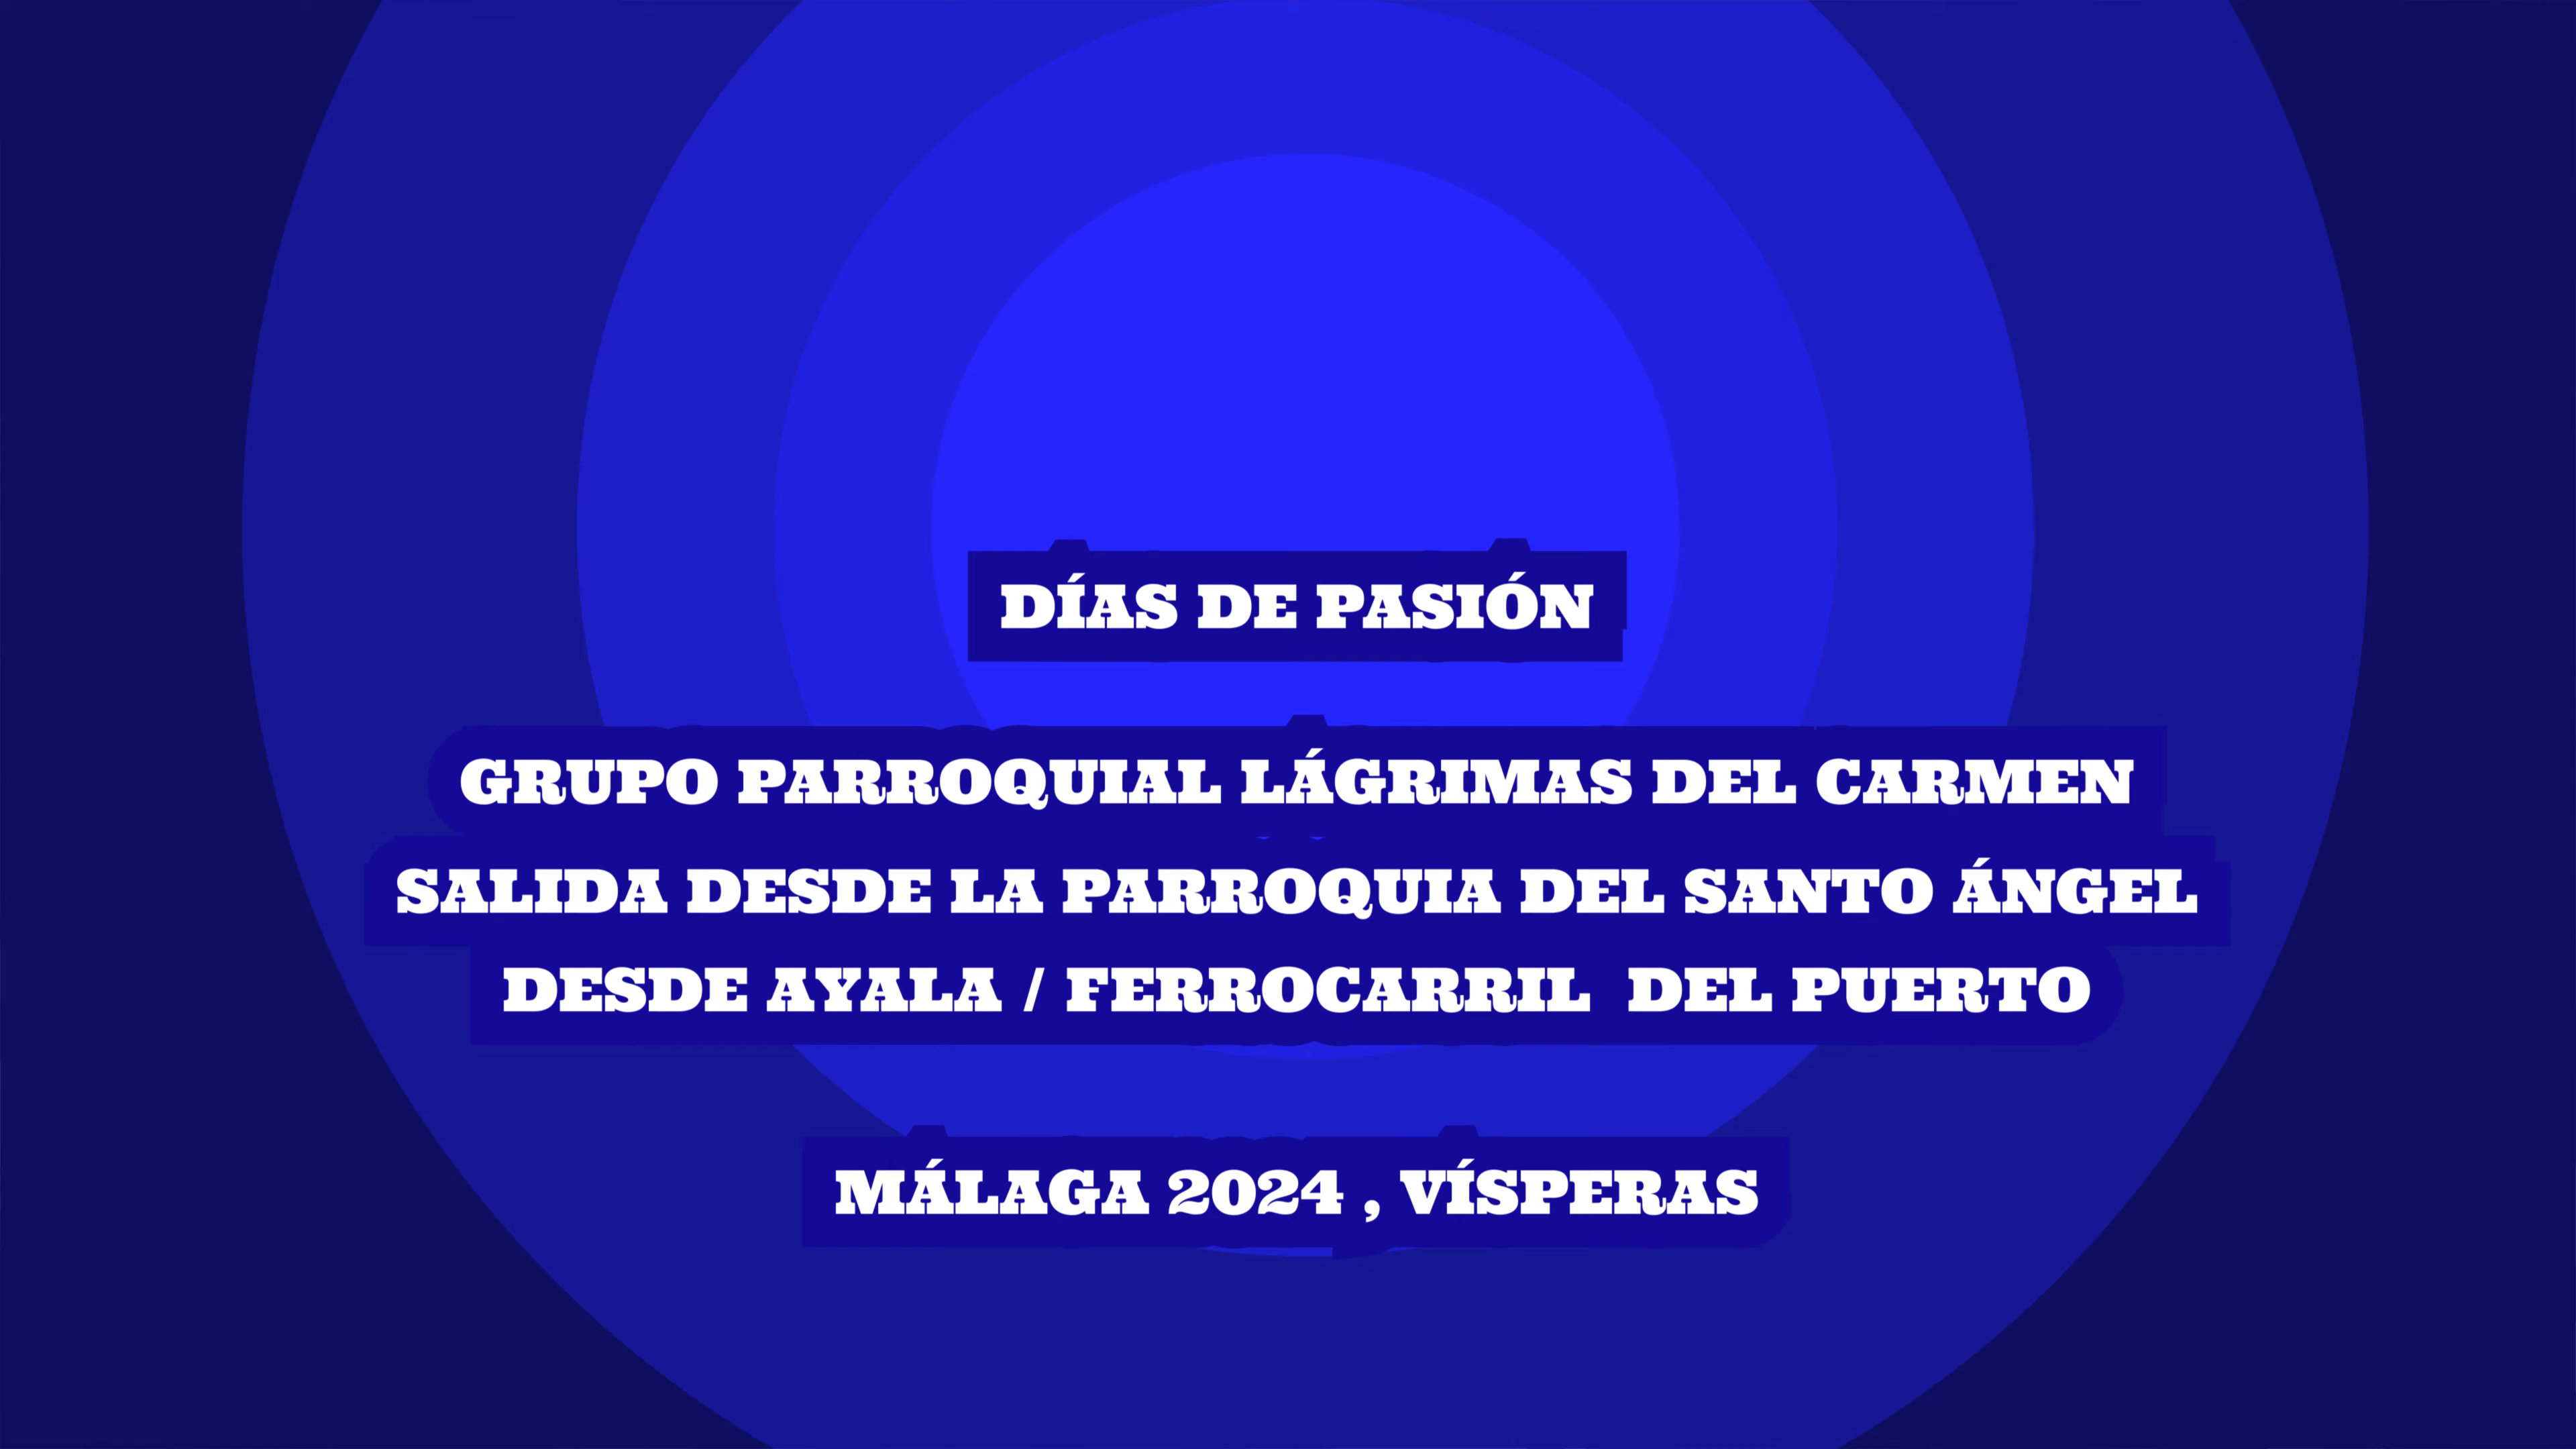 DÍAS DE PASIÓN
GRUPO PARROQUIAL LÁGRIMAS DEL CARMEN
SALIDA DESDE LA PARROQUIA DEL SANTO ÁNGEL
DESDE AYALA / FERROCARRIL  DEL PUERTO
MÁLAGA 2024 , VÍSPERAS